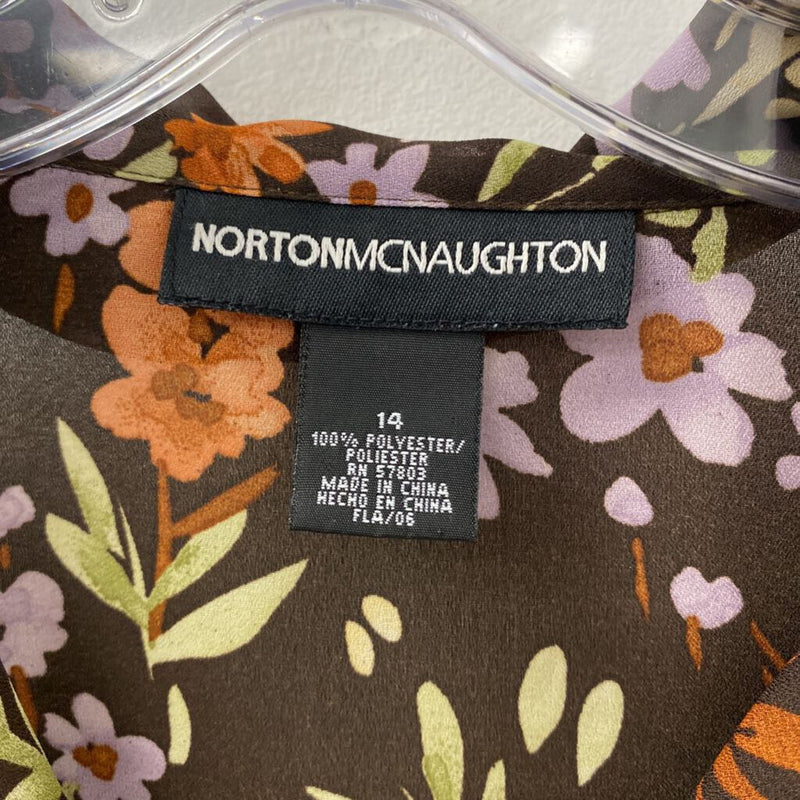 NORTONMCNAUGHTON
14
100% POLYESTER/
POLIESTER
RN 57803
MADE IN CHINA
HECHO EN CHINA
FLA/06